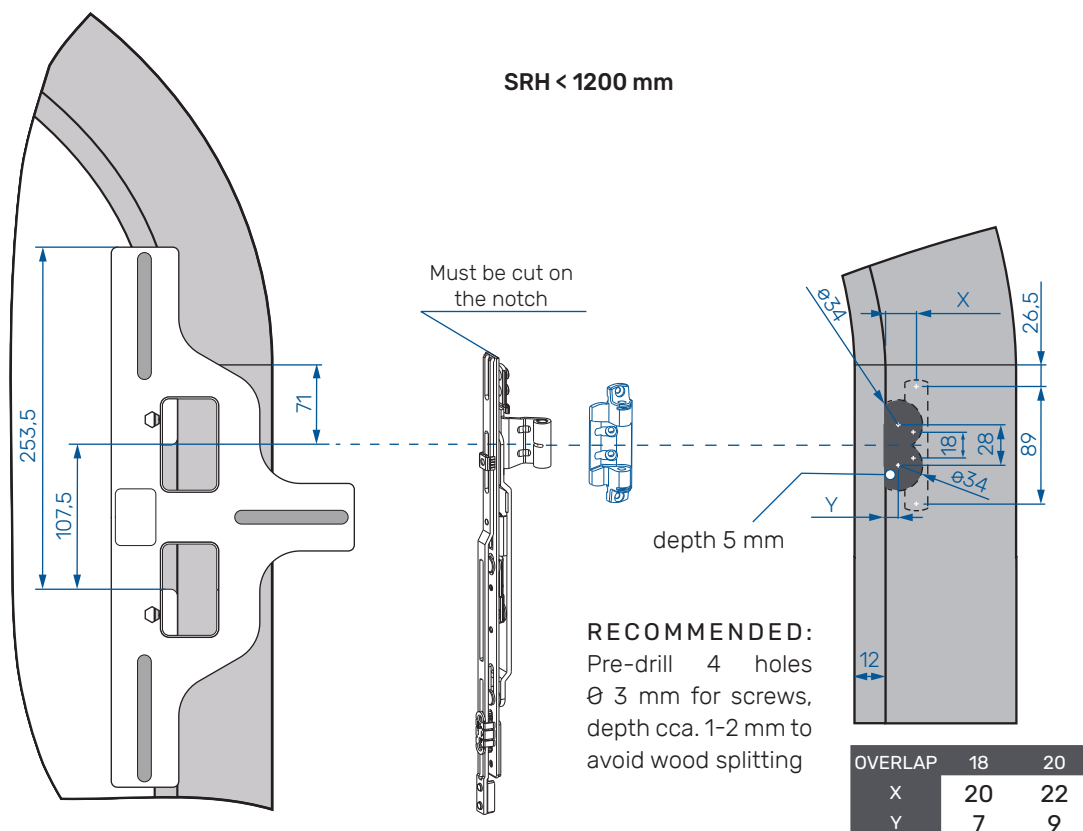 SRH < 1200 mm
Must be cut on
the notch
253,5
107,5
71
ø34
X
26,5
18
28
89
ø34
Y
depth 5 mm
12
RECOMMENDED:
Pre-drill 4 holes
Ø 3 mm for screws,
depth cca. 1-2 mm to
avoid wood splitting
OVERLAP 18 20
X 20 22
Y 7 9